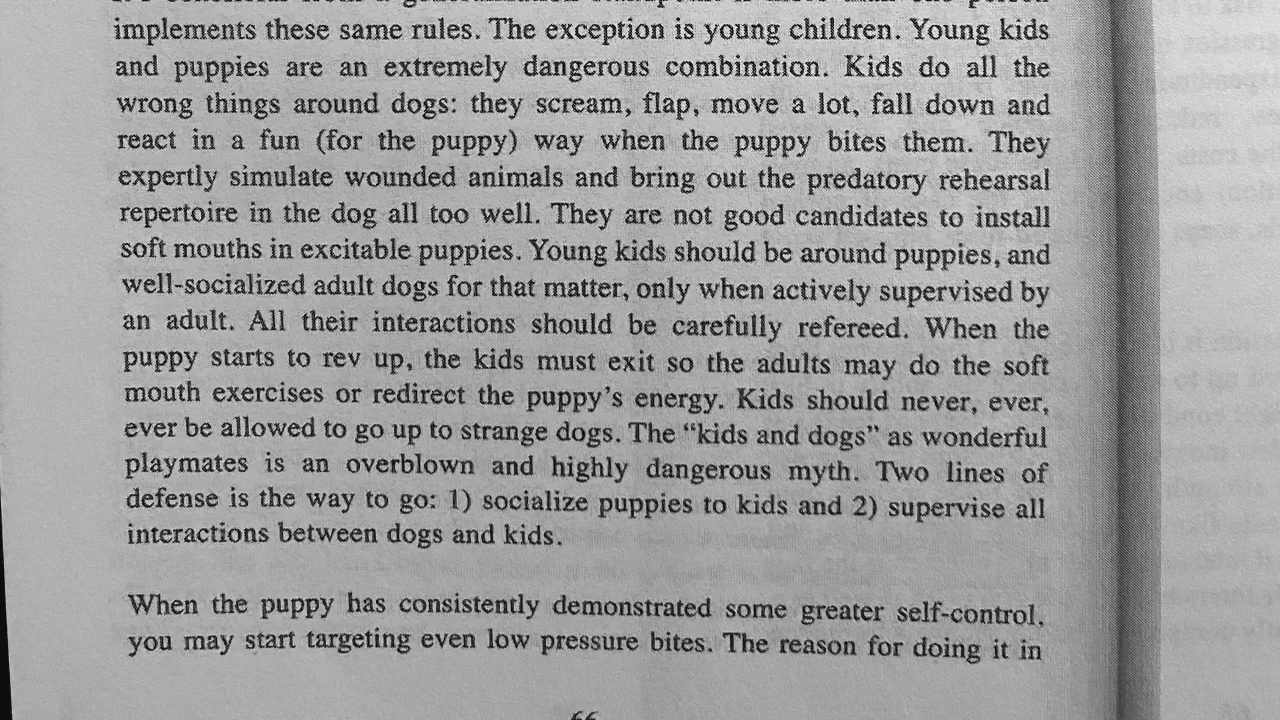 implements these same rules. The exception is young children. Young kids
and puppies are an extremely dangerous combination. Kids do all the
wrong things around dogs: they scream, flap, move a lot, fall down and
react in a fun (for the puppy) way when the puppy bites them. They
expertly simulate wounded animals and bring out the predatory rehearsal
repertoire in the dog all too well. They are not good candidates to install
soft mouths in excitable puppies. Young kids should be around puppies, and
well-socialized adult dogs for that matter, only when actively supervised by
an adult. All their interactions should be carefully refereed. When the
puppy starts to rev up, the kids must exit so the adults may do the soft
mouth exercises or redirect the puppy's energy. Kids should never, ever,
ever be allowed to go up to strange dogs. The “kids and dogs” as wonderful
playmates is an overblown and highly dangerous myth. Two lines of
defense is the way to go: 1) socialize puppies to kids and 2) supervise all
interactions between dogs and kids.
When the puppy has consistently demonstrated some greater self-control,
you may start targeting even low pressure bites. The reason for doing it in